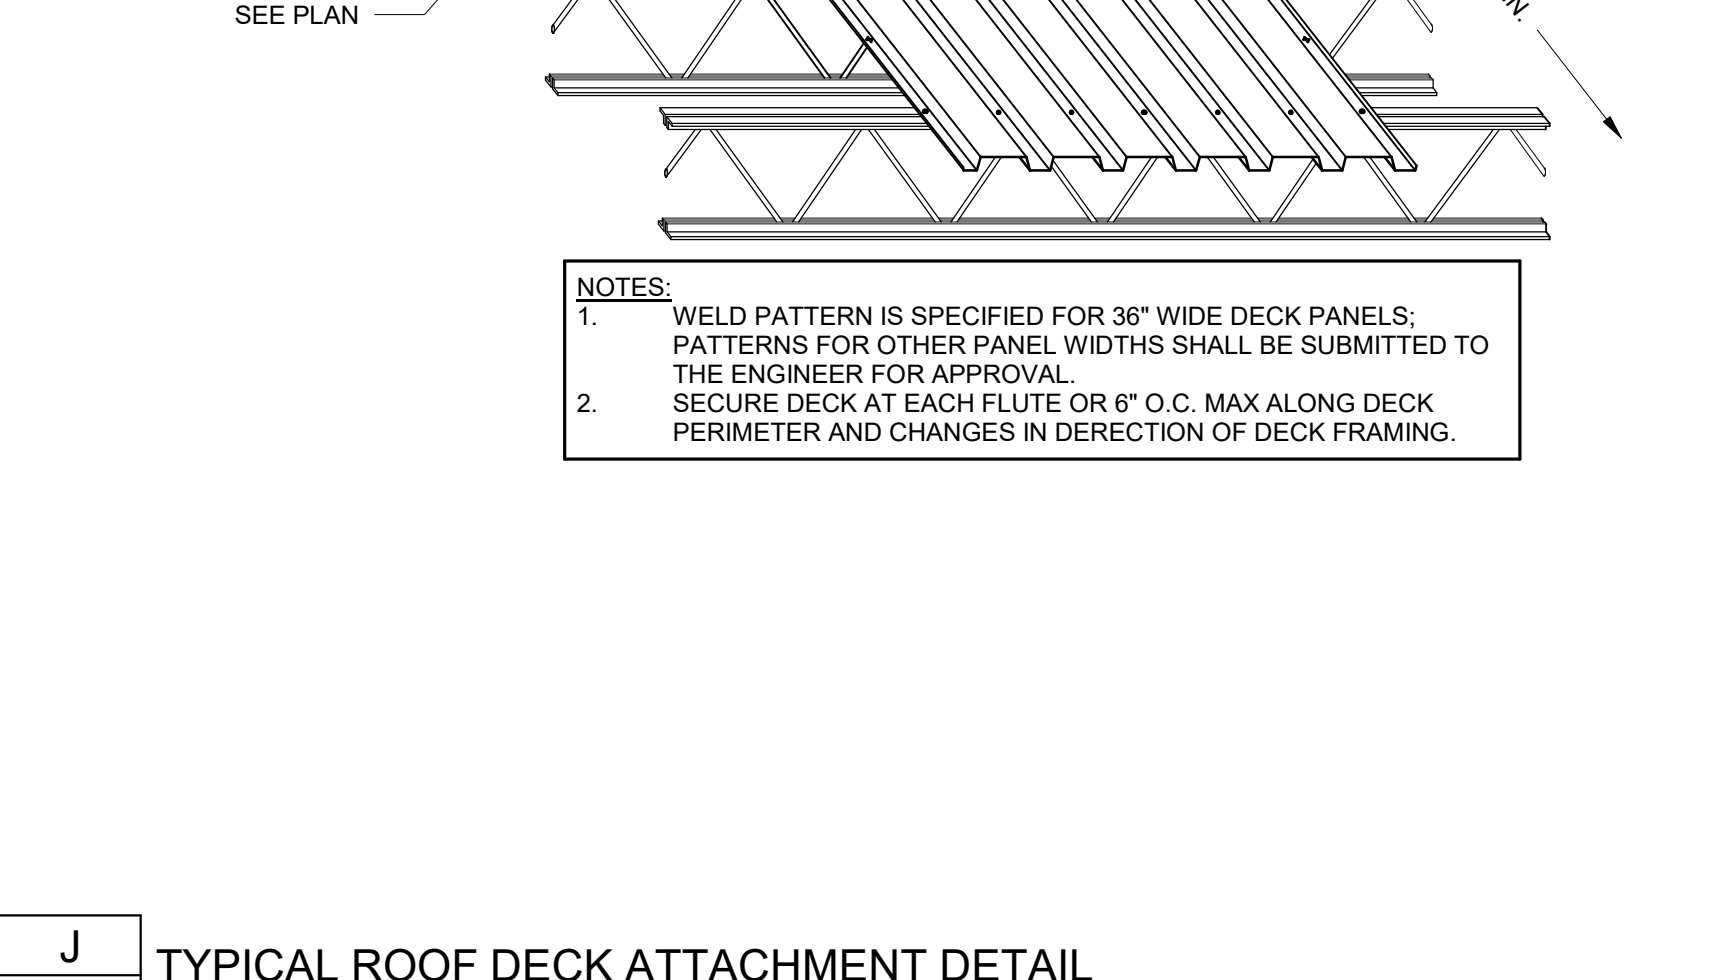 SEE PLAN
NOTES:
1. WELD PATTERN IS SPECIFIED FOR 36" WIDE DECK PANELS;
PATTERNS FOR OTHER PANEL WIDTHS SHALL BE SUBMITTED TO
THE ENGINEER FOR APPROVAL.
2. SECURE DECK AT EACH FLUTE OR 6" O.C. MAX ALONG DECK
PERIMETER AND CHANGES IN DERECTION OF DECK FRAMING.
J
TYPICAL ROOF DECK ATTACHMENT DETAIL